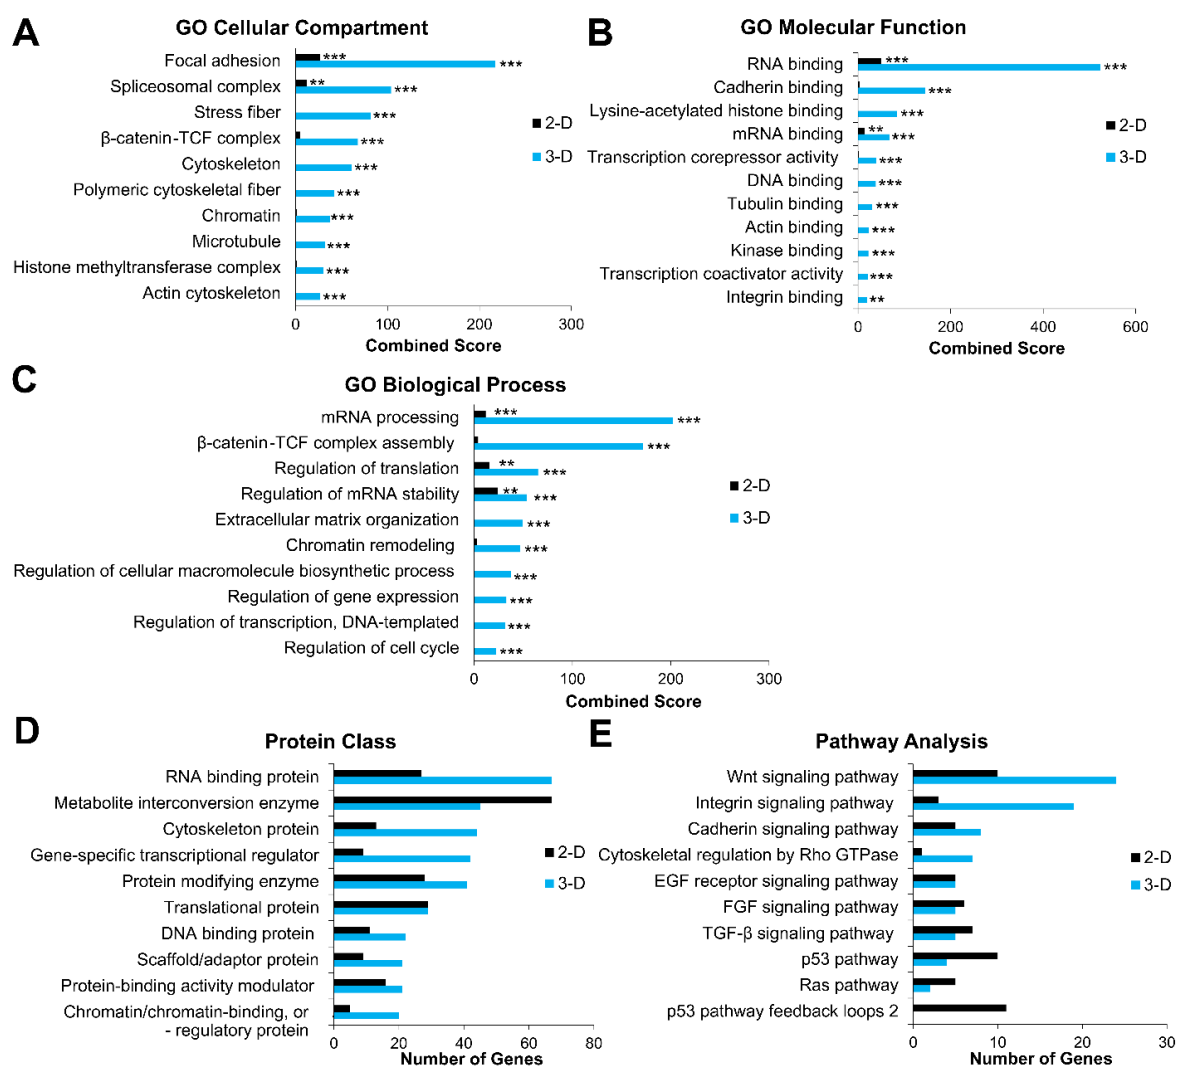 A
GO Cellular Compartment
Focal adhesion
***
***
Spliceosomal complex
**
***
Stress fiber
***
β-catenin-TCF complex
***
Cytoskeleton
***
Polymeric cytoskeletal fiber
***
Chromatin
***
Microtubule
***
Histone methyltransferase complex
***
Actin cytoskeleton
***
2-D
3-D
0 100 200 300
Combined Score
B
GO Molecular Function
RNA binding
***
***
Cadherin binding
***
Lysine-acetylated histone binding
***
mRNA binding
**
***
Transcription corepressor activity
***
DNA binding
***
Tubulin binding
***
Actin binding
***
Kinase binding
***
Transcription coactivator activity
***
Integrin binding
**
2-D
3-D
0 200 400 600
Combined Score
C
GO Biological Process
mRNA processing
***
***
β-catenin-TCF complex assembly
***
Regulation of translation
**
***
Regulation of mRNA stability
**
***
Extracellular matrix organization
***
Chromatin remodeling
***
Regulation of cellular macromolecule biosynthetic process
***
Regulation of gene expression
***
Regulation of transcription, DNA-templated
***
Regulation of cell cycle
***
2-D
3-D
0 100 200 300
Combined Score
D
Protein Class
RNA binding protein
Metabolite interconversion enzyme
Cytoskeleton protein
Gene-specific transcriptional regulator
Protein modifying enzyme
Translational protein
DNA binding protein
Scaffold/adaptor protein
Protein-binding activity modulator
Chromatin/chromatin-binding, or
- regulatory protein
2-D
3-D
0 20 40 60 80
Number of Genes
E
Pathway Analysis
Wnt signaling pathway
Integrin signaling pathway
Cadherin signaling pathway
Cytoskeletal regulation by Rho GTPase
EGF receptor signaling pathway
FGF signaling pathway
TGF-β signaling pathway
p53 pathway
Ras pathway
p53 pathway feedback loops 2
2-D
3-D
0 10 20 30
Number of Genes